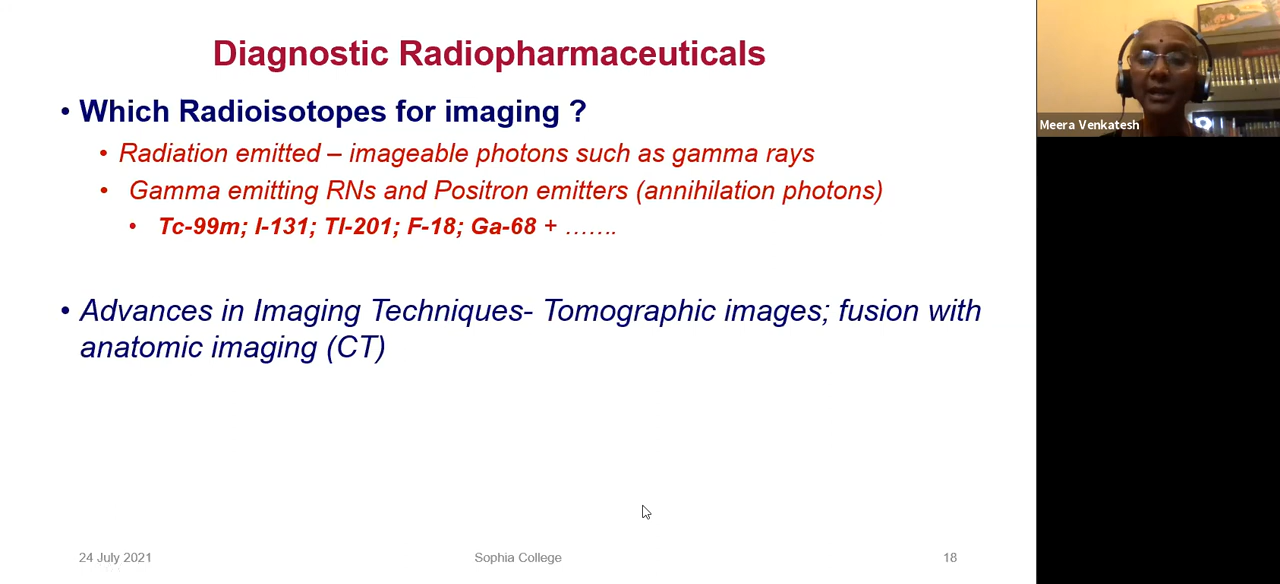 Diagnostic Radiopharmaceuticals
• Which Radioisotopes for imaging ?
• Radiation emitted – imageable photons such as gamma rays
• Gamma emitting RNs and Positron emitters (annihilation photons)
• Tc-99m; I-131; Tl-201; F-18; Ga-68 + …….
• Advances in Imaging Techniques- Tomographic images; fusion with
anatomic imaging (CT)
24 July 2021
Sophia College
18
Meera Venkatesh